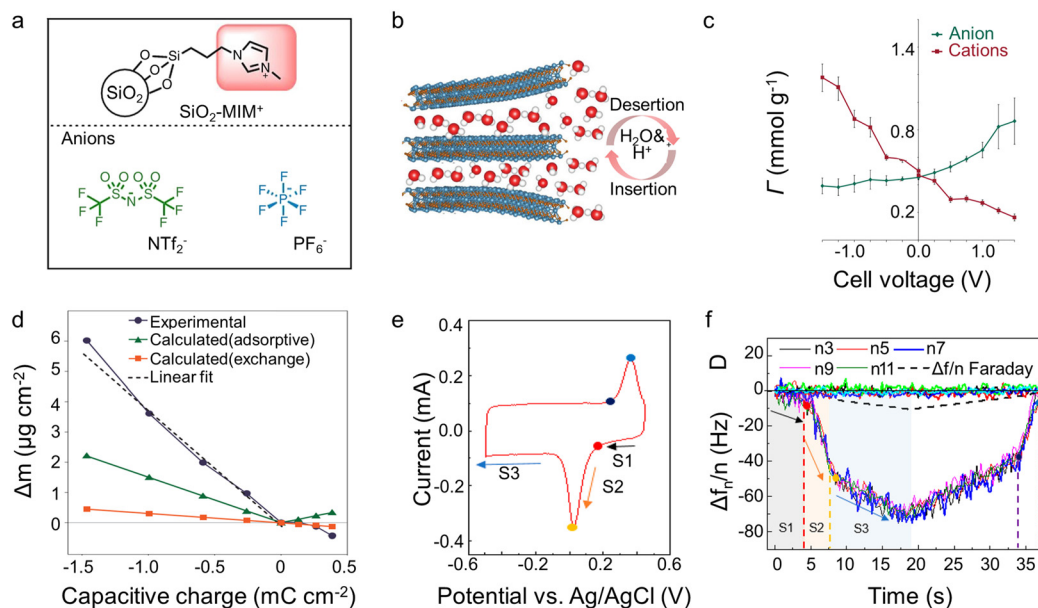 a
O
Si
O
O
N
N
+
SiO2
SiO2-MIM+
Anions
O O O O
F S S F
F N- F
F F
NTf2-
F
F F
P
F F
F
PF6-
b
Desertion
H2O&
H+
+
Insertion
c
Anion
Cations
1.4
0.8
0.2
Γ (mmol g-1)
-1.0 0.0 1.0
Cell voltage (V)
d
Experimental
Calculated(adsorptive)
Calculated(exchange)
Linear fit
6
5
4
3
2
1
0
Δm (μg cm-2)
-1.5 -1.0 -0.5 0 0.5
Capacitive charge (mC cm-2)
e
0.4
0.2
0.0
-0.2
-0.4
Current (mA)
S1
S2
S3
-0.6 -0.2 0.2 0.6
Potential vs. Ag/AgCl (V)
f
n3 n5 n7
n9 n11 Δf/n Faraday
D
20
0
-20
-40
-60
-80
Δfn/n (Hz)
S1 S2 S3
0 5 10 15 20 25 30 35
Time (s)